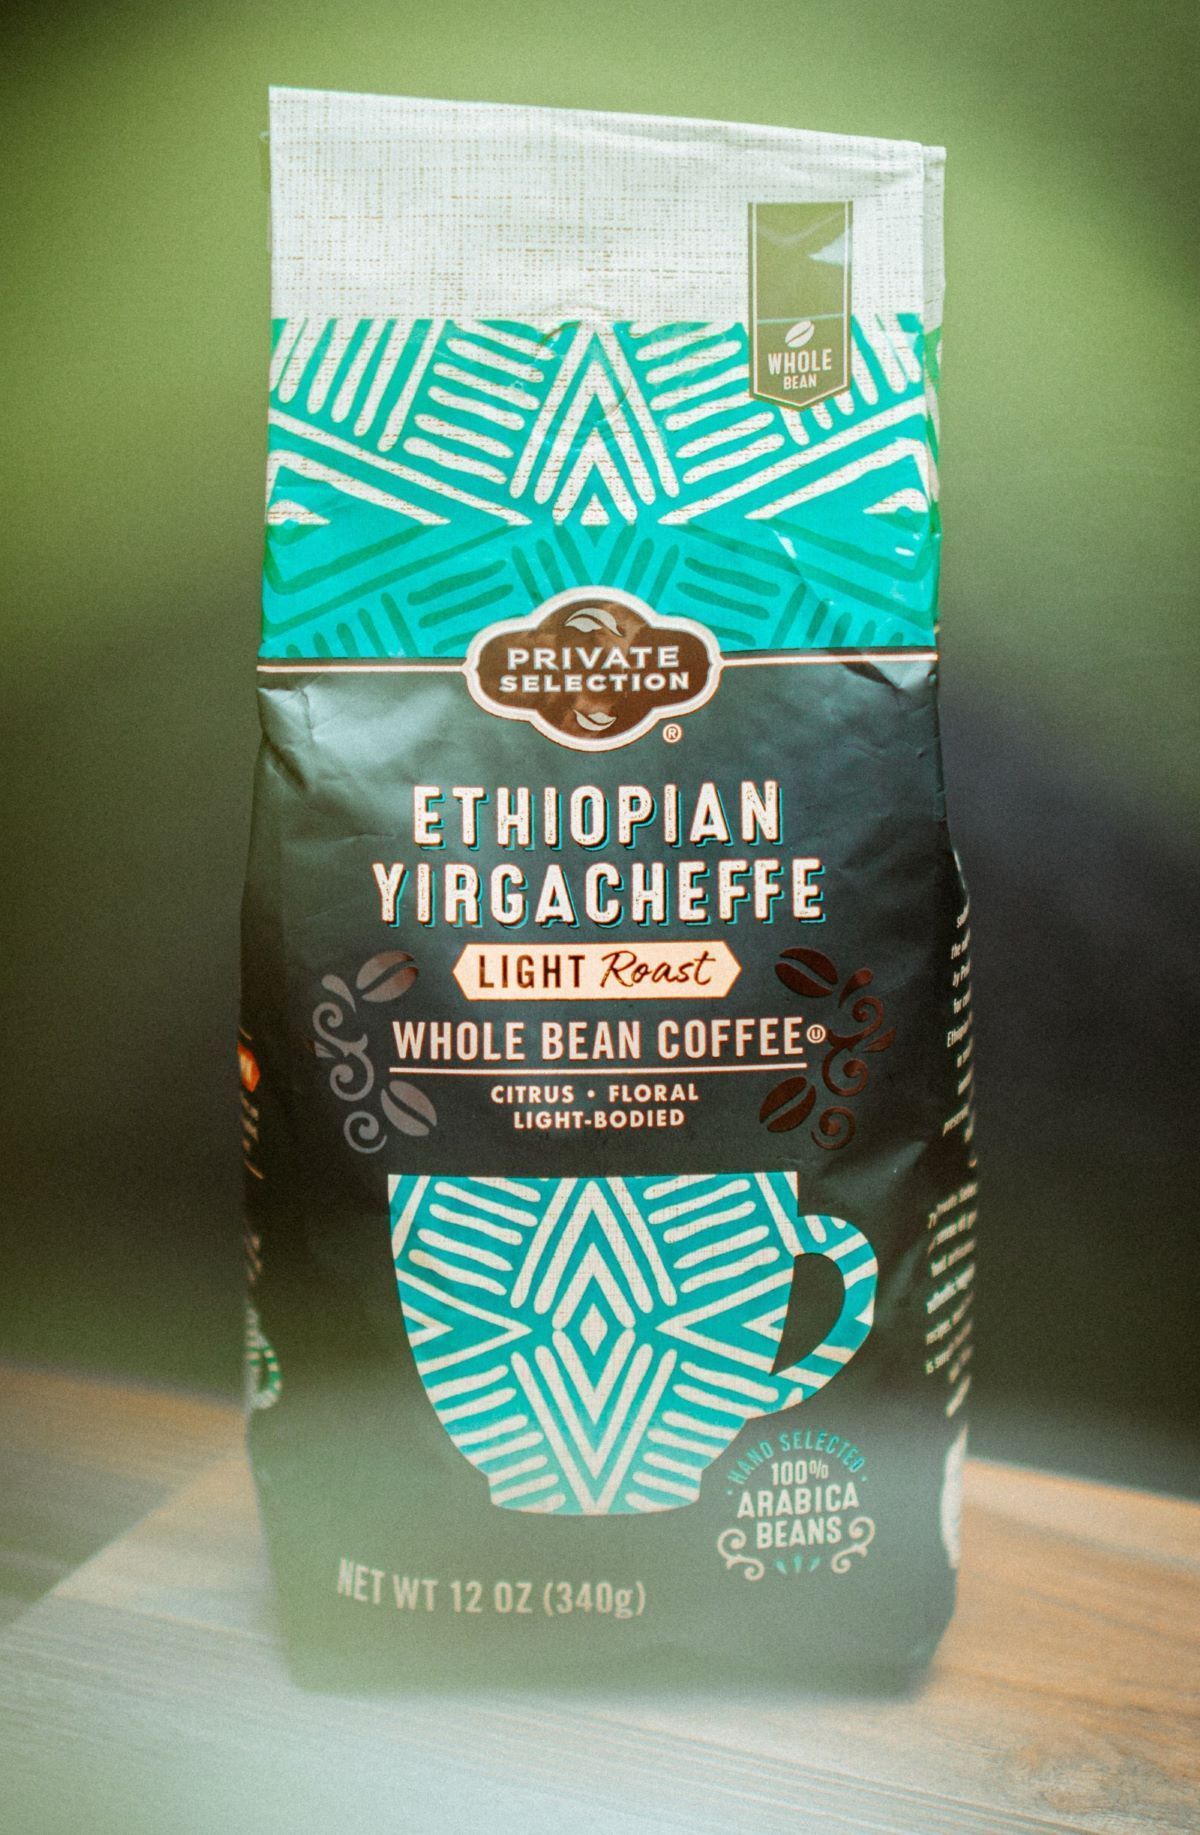 WHOLE
BEAN
PRIVATE
SELECTION
®
ETHIOPIAN
YIRGACHEFFE
LIGHT Roast
WHOLE BEAN COFFEE Ⓤ
CITRUS • FLORAL
LIGHT-BODIED
• HAND SELECTED •
100%
ARABICA
BEANS
NET WT 12 OZ (340g)